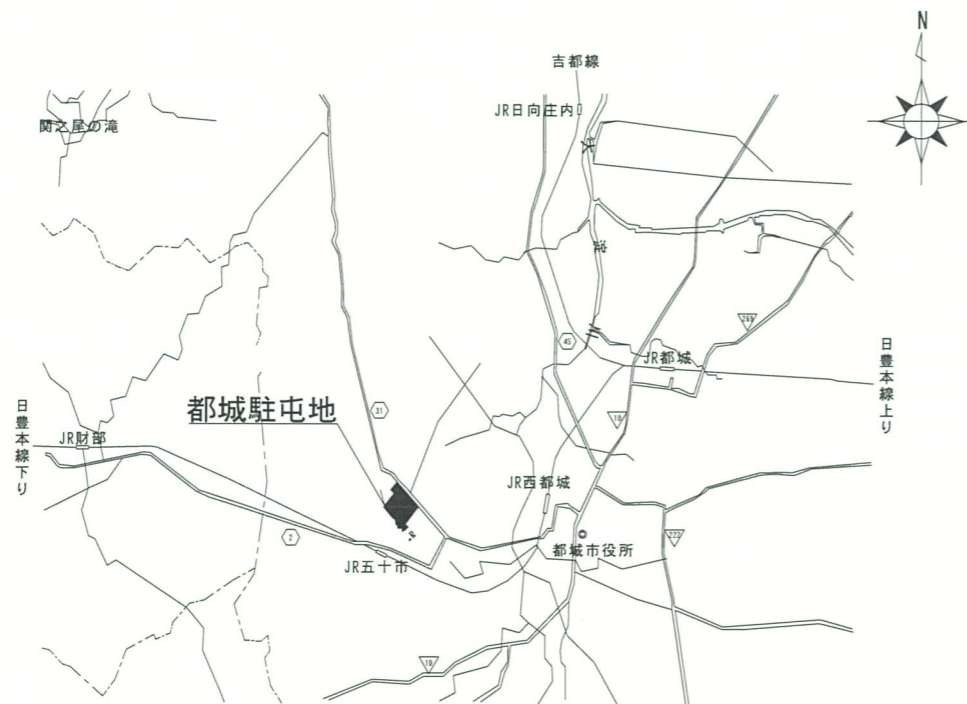 N
吉都線
JR日向庄内
関之尾の滝
269
45
JR都城
日豊本線上り
31
都城駐屯地
10
日豊本線下り
JR財部
JR西都城
2
都城市役所
222
JR五十市
10